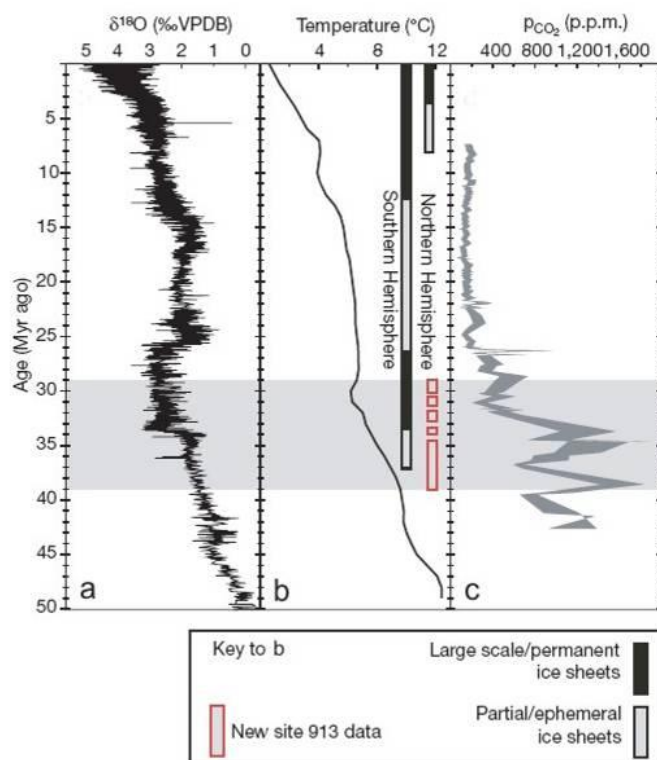 δ¹⁸O (‰VPDB)
Temperature (°C)
pCO₂ (p.p.m.)
5 4 3 2 1 0
4 8 12
400 1,200
800 1,600
5
10
15
20
25
30
35
40
45
50
Age (Myr ago)
Southern Hemisphere
Northern Hemisphere
a
b
c
Key to b
Large scale/permanent
ice sheets
New site 913 data
Partial/ephemeral
ice sheets